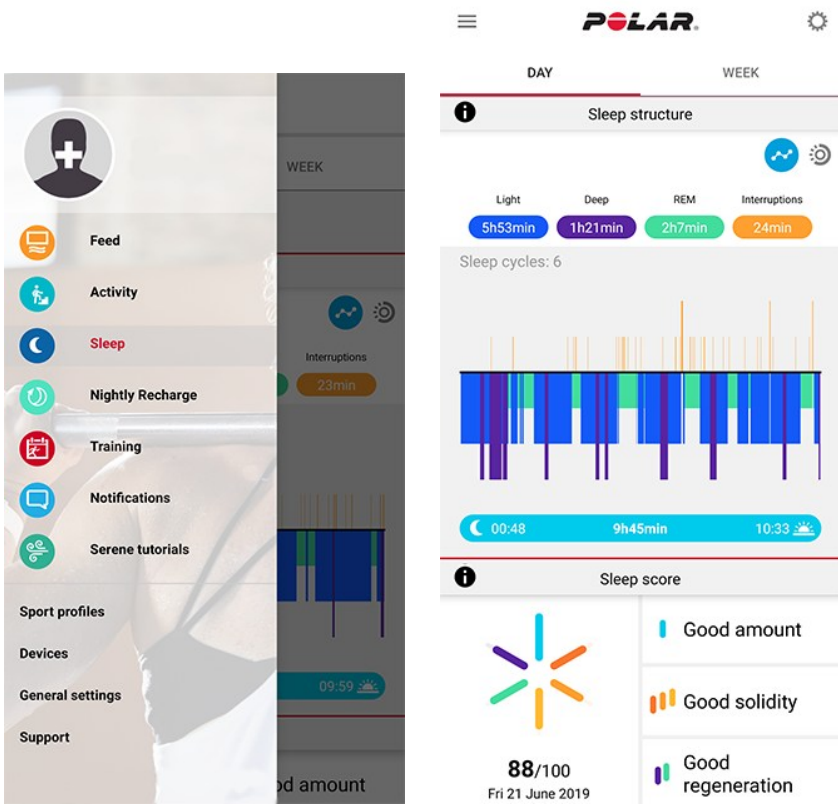 WEEK
Feed
Activity
Sleep
Nightly Recharge
Training
Notifications
Serene tutorials
Sport profiles
Devices
General settings
Support
Interruptions
23min
09:59
od amount
POLAR.
DAY WEEK
Sleep structure
Light Deep REM Interruptions
5h53min 1h21min 2h7min 24min
Sleep cycles: 6
00:48 9h45min 10:33
Sleep score
Good amount
Good solidity
Good
regeneration
88/100
Fri 21 June 2019